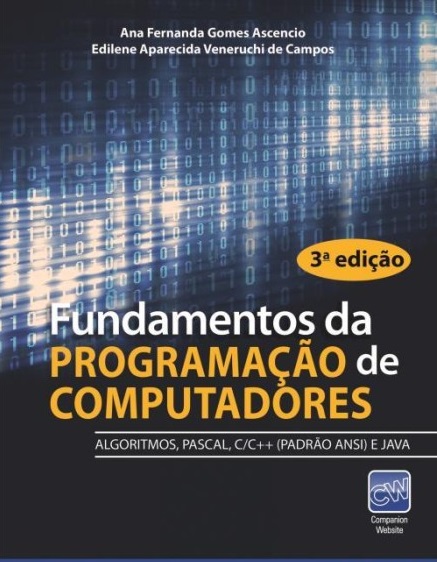 Ana Fernanda Gomes Ascencio
Edilene Aparecida Veneruchi de Campos
3ª edição
Fundamentos da
PROGRAMAÇÃO de
COMPUTADORES
ALGORITMOS, PASCAL, C/C++ (PADRÃO ANSI) E JAVA
CW
Companion
Website